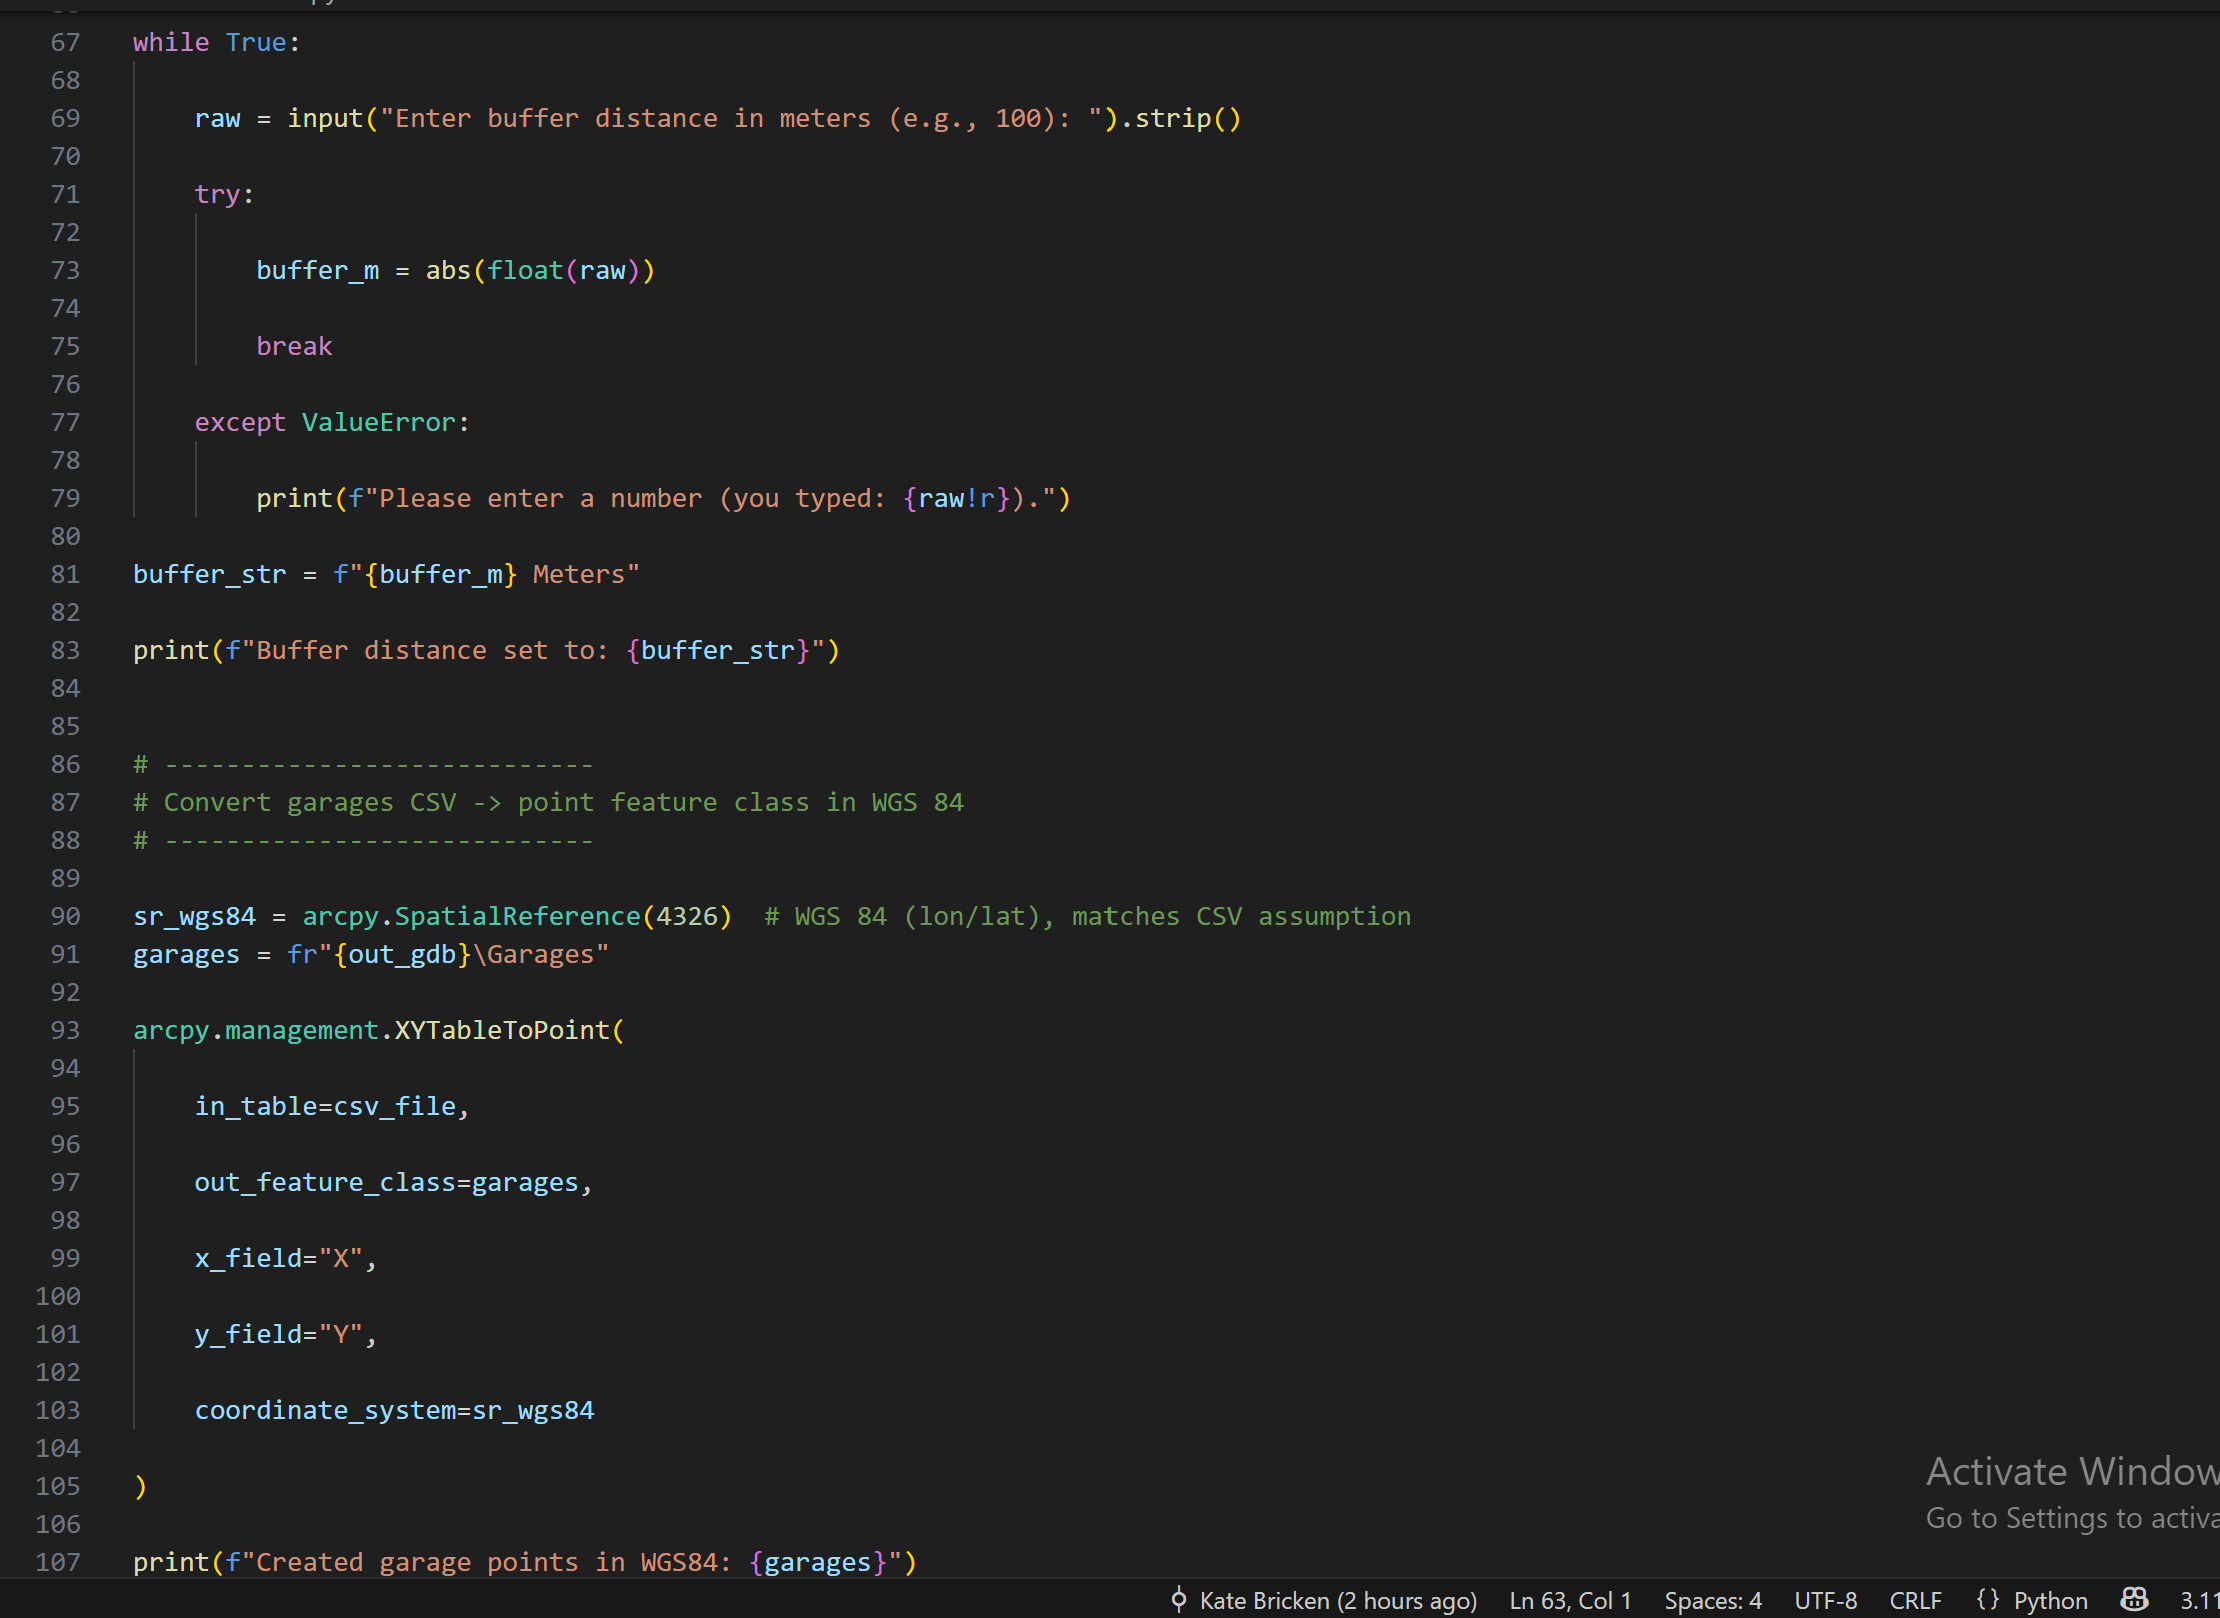 67 while True:
68
69 raw = input("Enter buffer distance in meters (e.g., 100): ").strip()
70
71 try:
72
73 buffer_m = abs(float(raw))
74
75 break
76
77 except ValueError:
78
79 print(f"Please enter a number (you typed: {raw!r}).")
80
81 buffer_str = f"{buffer_m} Meters"
82
83 print(f"Buffer distance set to: {buffer_str}")
84
85
86 # ----------------------------
87 # Convert garages CSV -> point feature class in WGS 84
88 # ----------------------------
89
90 sr_wgs84 = arcpy.SpatialReference(4326)  # WGS 84 (lon/lat), matches CSV assumption
91 garages = fr"{out_gdb}\Garages"
92
93 arcpy.management.XYTableToPoint(
94
95 in_table=csv_file,
96
97 out_feature_class=garages,
98
99 x_field="X",
100
101 y_field="Y",
102
103 coordinate_system=sr_wgs84
104
105 )
106
107 print(f"Created garage points in WGS84: {garages}")
Activate Window
Go to Settings to activa
Kate Bricken (2 hours ago) Ln 63, Col 1 Spaces: 4 UTF-8 CRLF {} Python 3.11